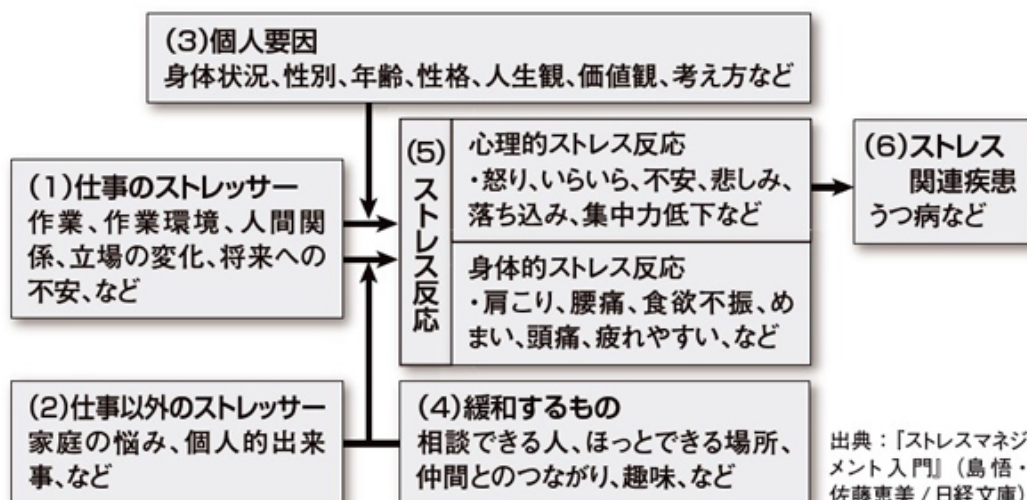 (3)個人要因
身体状況、性別、年齢、性格、人生観、価値観、考え方など
(1)仕事のストレッサー
作業、作業環境、人間関
係、立場の変化、将来への
不安、など
(5)ストレス反応
心理的ストレス反応
・怒り、いらいら、不安、悲しみ、
落ち込み、集中力低下など
身体的ストレス反応
・肩こり、腰痛、食欲不振、め
まい、頭痛、疲れやすい、など
(6)ストレス
関連疾患
うつ病など
(2)仕事以外のストレッサー
家庭の悩み、個人的出来
事、など
(4)緩和するもの
相談できる人、ほっとできる場所、
仲間とのつながり、趣味、など
出典：『ストレスマネジ
メント入門』（島悟・
佐藤恵美／日経文庫）